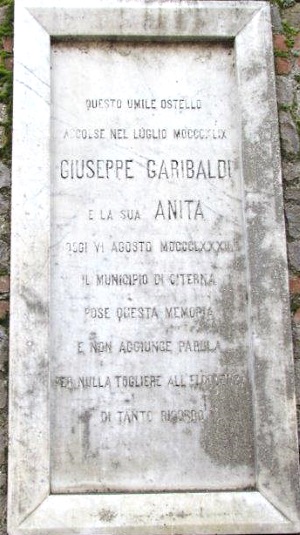 QUESTO UMILE OSTELLO
ACCOLSE NEL LUGLIO MDCCCXLIX
GIUSEPPE GARIBALDI
E LA SUA ANITA
OGGI VI AGOSTO
IL MUNICIPIO DI CITERNA
POSE QUESTA MEMORIA
E NON AGGIUNGE PAROLA
PER NULLA TOGLIERE ALL'ELOQUENZA
DI TANTO RICORDO